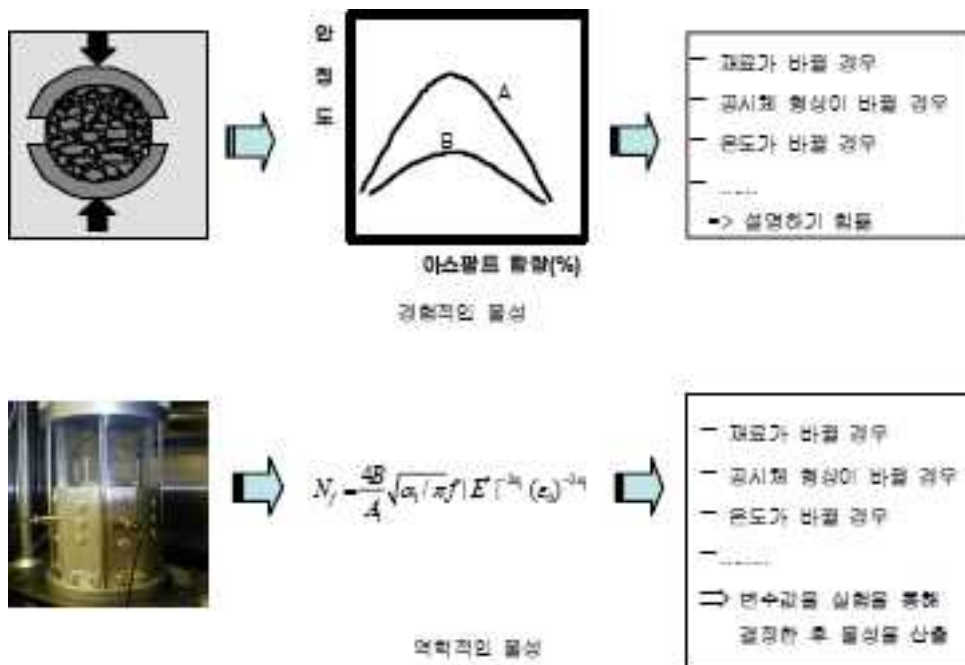 안정도
A
B
아스팔트 함량(%)
경험적인 물성
- 재료가 바뀔 경우
- 공시체 형상이 바뀔 경우
- 온도가 바뀔 경우
- ......
=> 설명하기 힘듦
- 재료가 바뀔 경우
- 공시체 형상이 바뀔 경우
- 온도가 바뀔 경우
- ........
⇒ 변수값을 실험을 통해
결정한 후 물성을 산출
역학적인 물성